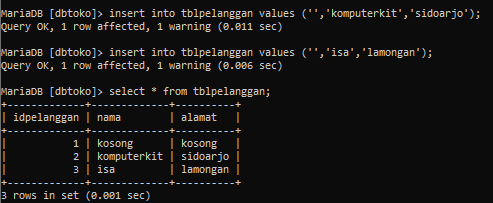 MariaDB [dbtoko]> insert into tblpelanggan values ('','komputerkit','sidoarjo');
Query OK, 1 row affected, 1 warning (0.011 sec)

MariaDB [dbtoko]> insert into tblpelanggan values ('','isa','lamongan');
Query OK, 1 row affected, 1 warning (0.006 sec)

MariaDB [dbtoko]> select * from tblpelanggan;
+-------------+-------------+----------+
| idpelanggan | nama        | alamat   |
+-------------+-------------+----------+
|           1 | kosong      | kosong   |
|           2 | komputerkit | sidoarjo |
|           3 | isa         | lamongan |
+-------------+-------------+----------+
3 rows in set (0.001 sec)